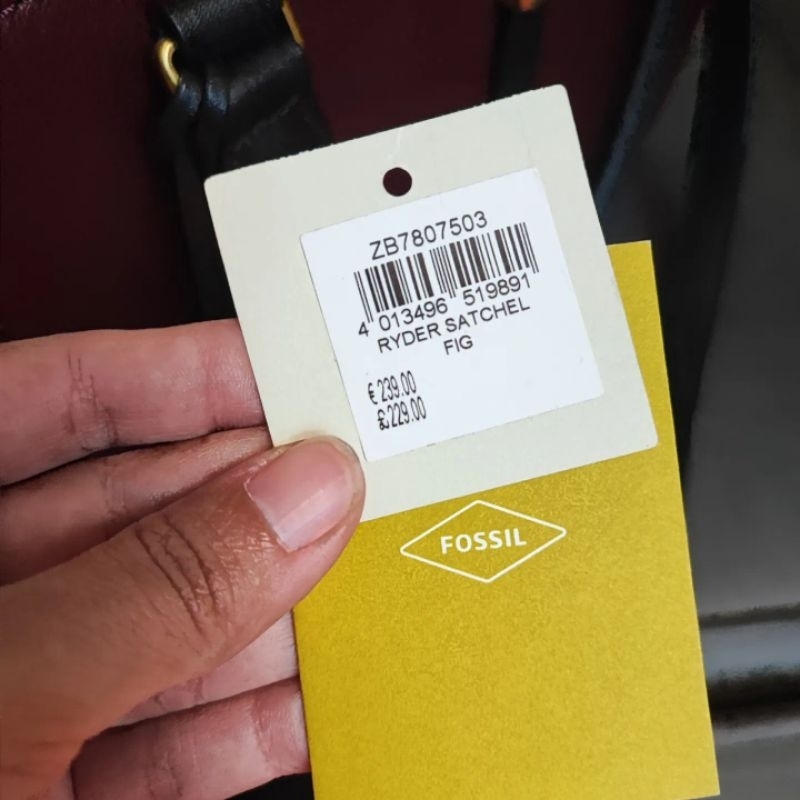 ZB7807503
4 013496 519891
RYDER SATCHEL
FIG
€ 239.00
£ 229.00
FOSSIL